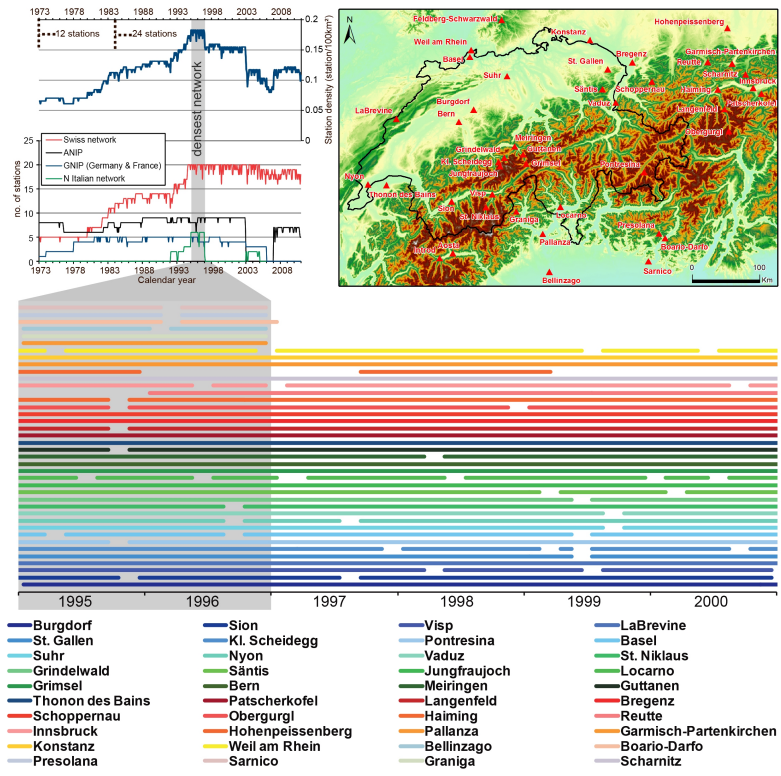 1973 1978 1983 1988 1993 1998 2003 2009
12 stations
24 stations
0.2
0.15
0.1
0.05
0
Station density (station/100km²)
densest network
25
20
15
10
5
0
no. of stations
Swiss network
ANIP
GNIP (Germany & France)
N Italian network
1973 1978 1983 1988 1993 1998 2003 2009
Calendar year
N
Feldberg-Schwarzwald
Konstanz
Hohenpeissenberg
Weil am Rhein
Basel
Bregenz
Garmisch-Partenkirchen
Reutte
St. Gallen
Scharnitz
Suhr
Innsbruck
Säntis
Schoppernau
Haiming
Patscherkofel
Vaduz
Burgdorf
Langenfeld
LaBrevine
Bern
Obergurgl
Meiringen
Grindelwald
Guttanen
Kl. Scheidegg
Grimsel
Jungfraujoch
Pontresina
Nyon
Thonon des Bains
Visp
Sion
St. Niklaus
Locarno
Graniga
Pallanza
Presolana
Boario-Darfo
Aosta
Sarnico
Bellinzago
0 100
Km
1995 1996 1997 1998 1999 2000
Burgdorf Sion Visp LaBrevine
St. Gallen Kl. Scheidegg Pontresina Basel
Suhr Nyon Vaduz St. Niklaus
Grindelwald Säntis Jungfraujoch Locarno
Grimsel Bern Meiringen Guttanen
Thonon des Bains Patscherkofel Langenfeld Bregenz
Schoppernau Obergurgl Haiming Reutte
Innsbruck Hohenpeissenberg Pallanza Garmisch-Partenkirchen
Konstanz Weil am Rhein Bellinzago Boario-Darfo
Presolana Sarnico Graniga Scharnitz